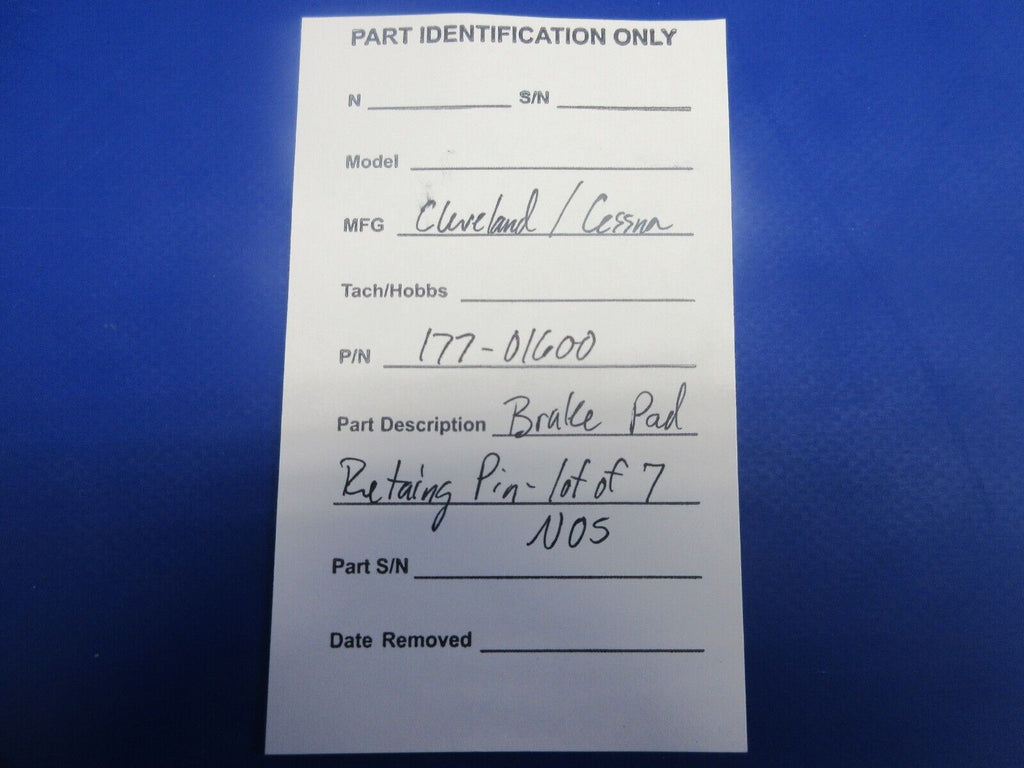 PART IDENTIFICATION ONLY
N S/N
Model
MFG Cleveland / Cessna
Tach/Hobbs
P/N 177-01600
Part Description Brake Pad
Retaing Pin- lot of 7
NOS
Part S/N
Date Removed